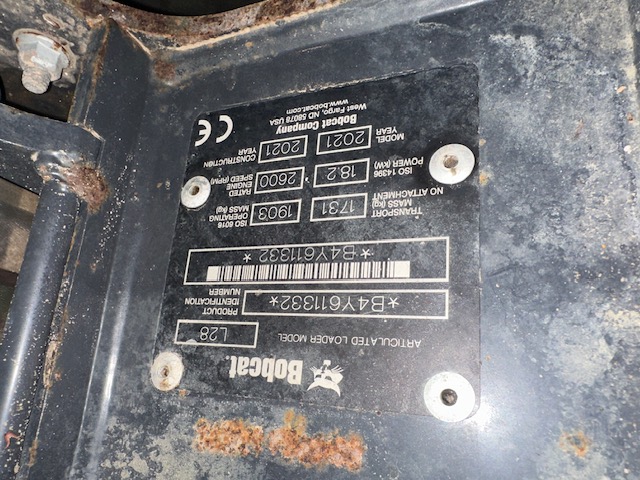 Bobcat.
ARTICULATED LOADER MODEL L28
PRODUCT
IDENTIFICATION
NUMBER
*B4Y611332*
*B4Y611332*
TRANSPORT
MASS (kg)
NO ATTACHMENT
1731
ISO 6016
OPERATING
MASS (kg)
1903
ISO 14396
POWER (kW)
18.2
RATED
ENGINE
SPEED (RPM)
2600
MODEL
YEAR
2021
CONSTRUCTION
YEAR
2021
Bobcat Company
www.bobcat.com
West Fargo, ND 58078 USA
CE